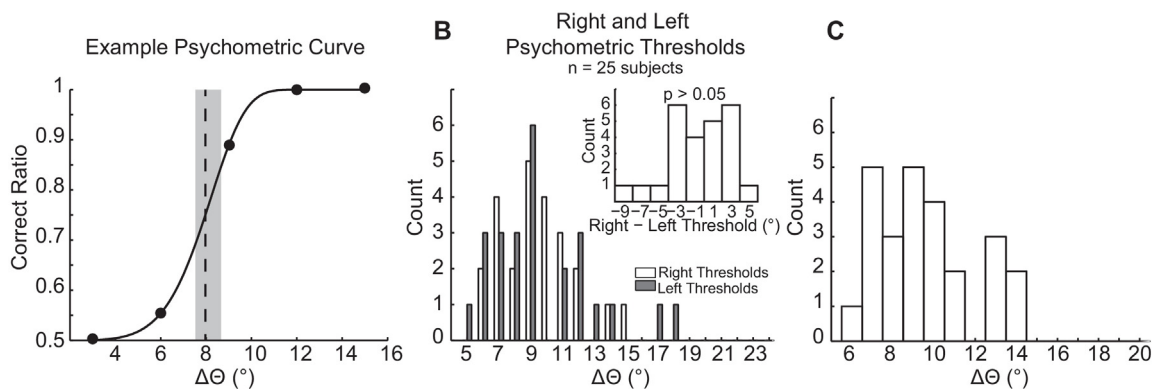 Example Psychometric Curve
Correct Ratio
1
0.9
0.8
0.7
0.6
0.5
4 6 8 10 12 14 16
ΔΘ (°)
B
Right and Left
Psychometric Thresholds
n = 25 subjects
Count
6
5
4
3
2
1
0
5 7 9 11 13 15 17 19 21 23
ΔΘ (°)
p > 0.05
Count
6
5
4
3
2
1
−9 −7 −5 −3 −1 1 3 5
Right − Left Threshold (°)
Right Thresholds
Left Thresholds
C
Count
5
4
3
2
1
0
6 8 10 12 14 16 18 20
ΔΘ (°)